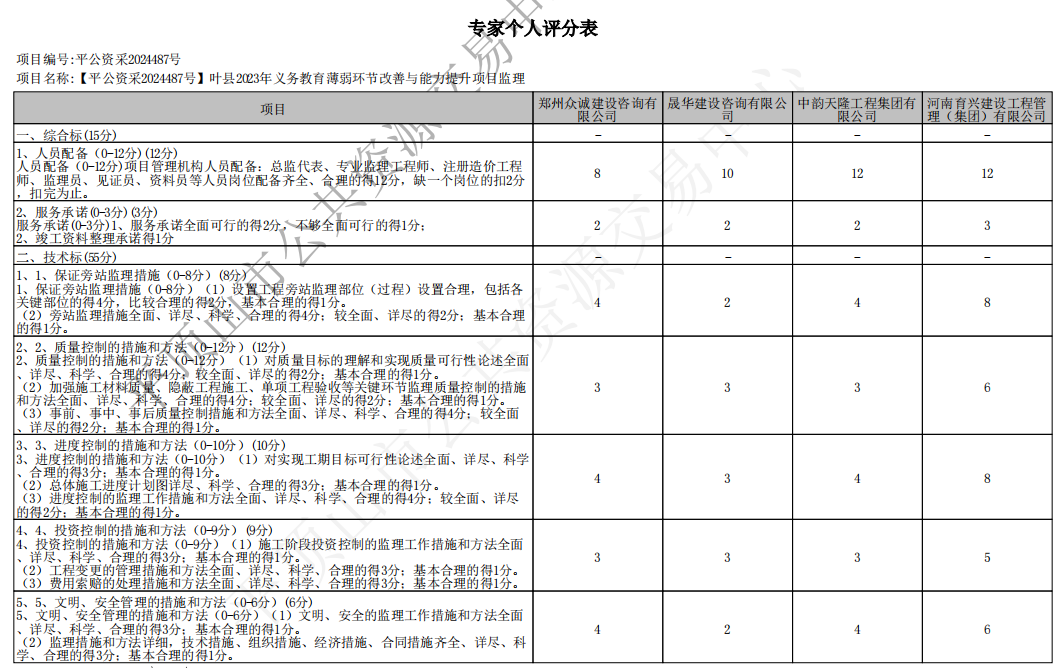 专家个人评分表
项目编号:平公资采2024487号
项目名称:【平公资采2024487号】叶县2023年义务教育薄弱环节改善与能力提升项目监理
项目
郑州众诚建设咨询有
限公司
晟华建设咨询有限公
司
中韵天隆工程集团有
限公司
河南育兴建设工程管
理（集团）有限公司
一、综合标(15分)
-
-
-
-
1、人员配备（0-12分)(12分)
人员配备（0-12分)项目管理机构人员配备：总监代表、专业监理工程师、注册造价工程
师、监理员、见证员、资料员等人员岗位配备齐全、合理的得12分，缺一个岗位的扣2分
，扣完为止。
8
10
12
12
2、服务承诺(0-3分)(3分)
服务承诺(0-3分)1、服务承诺全面可行的得2分，不够全面可行的得1分；
2、竣工资料整理承诺得1分
2
2
2
3
二、技术标(55分)
-
-
-
-
1、1、保证旁站监理措施（0-8分）(8分)
1、保证旁站监理措施（0-8分）（1）设置工程旁站监理部位（过程）设置合理，包括各
关键部位的得4分，比较合理的得2分；基本合理的得1分。
（2）旁站监理措施全面、详尽、科学、合理的得4分；较全面、详尽的得2分；基本合理
的得1分。
4
2
4
8
2、2、质量控制的措施和方法（0-12分）(12分)
2、质量控制的措施和方法（0-12分）（1）对质量目标的理解和实现质量可行性论述全面
、详尽、科学、合理的得4分；较全面、详尽的得2分；基本合理的得1分。
（2）加强施工材料质量、隐蔽工程施工、单项工程验收等关键环节监理质量控制的措施
和方法全面、详尽、科学、合理的得4分；较全面、详尽的得2分；基本合理的得1分。
（3）事前、事中、事后质量控制措施和方法全面、详尽、科学、合理的得4分；较全面
、详尽的得2分；基本合理的得1分。
3
3
3
6
3、3、进度控制的措施和方法（0-10分）(10分)
3、进度控制的措施和方法（0-10分）（1）对实现工期目标可行性论述全面、详尽、科学
、合理的得3分；基本合理的得1分。
（2）总体施工进度计划图详尽、科学、合理的得3分；基本合理的得1分。
（3）进度控制的监理工作措施和方法全面、详尽、科学、合理的得4分；较全面、详尽
的得2分；基本合理的得1分。
4
3
4
8
4、4、投资控制的措施和方法（0-9分）(9分)
4、投资控制的措施和方法（0-9分）（1）施工阶段投资控制的监理工作措施和方法全面
、详尽、科学、合理的得3分；基本合理的得1分。
（2）工程变更的管理措施和方法全面、详尽、科学、合理的得3分；基本合理的得1分。
（3）费用索赔的处理措施和方法全面、详尽、科学、合理的得3分；基本合理的得1分。
3
3
3
5
5、5、文明、安全管理的措施和方法（0-6分）(6分)
5、文明、安全管理的措施和方法（0-6分）（1）文明、安全的监理工作措施和方法全面
、详尽、科学、合理的得3分；基本合理的得1分。
（2）监理措施和方法详细，技术措施、组织措施、经济措施、合同措施齐全、详尽、科
学、合理的得3分；基本合理的得1分。
4
2
4
6
平顶山市公共资源交易中心
平顶山市公共资源交易中心